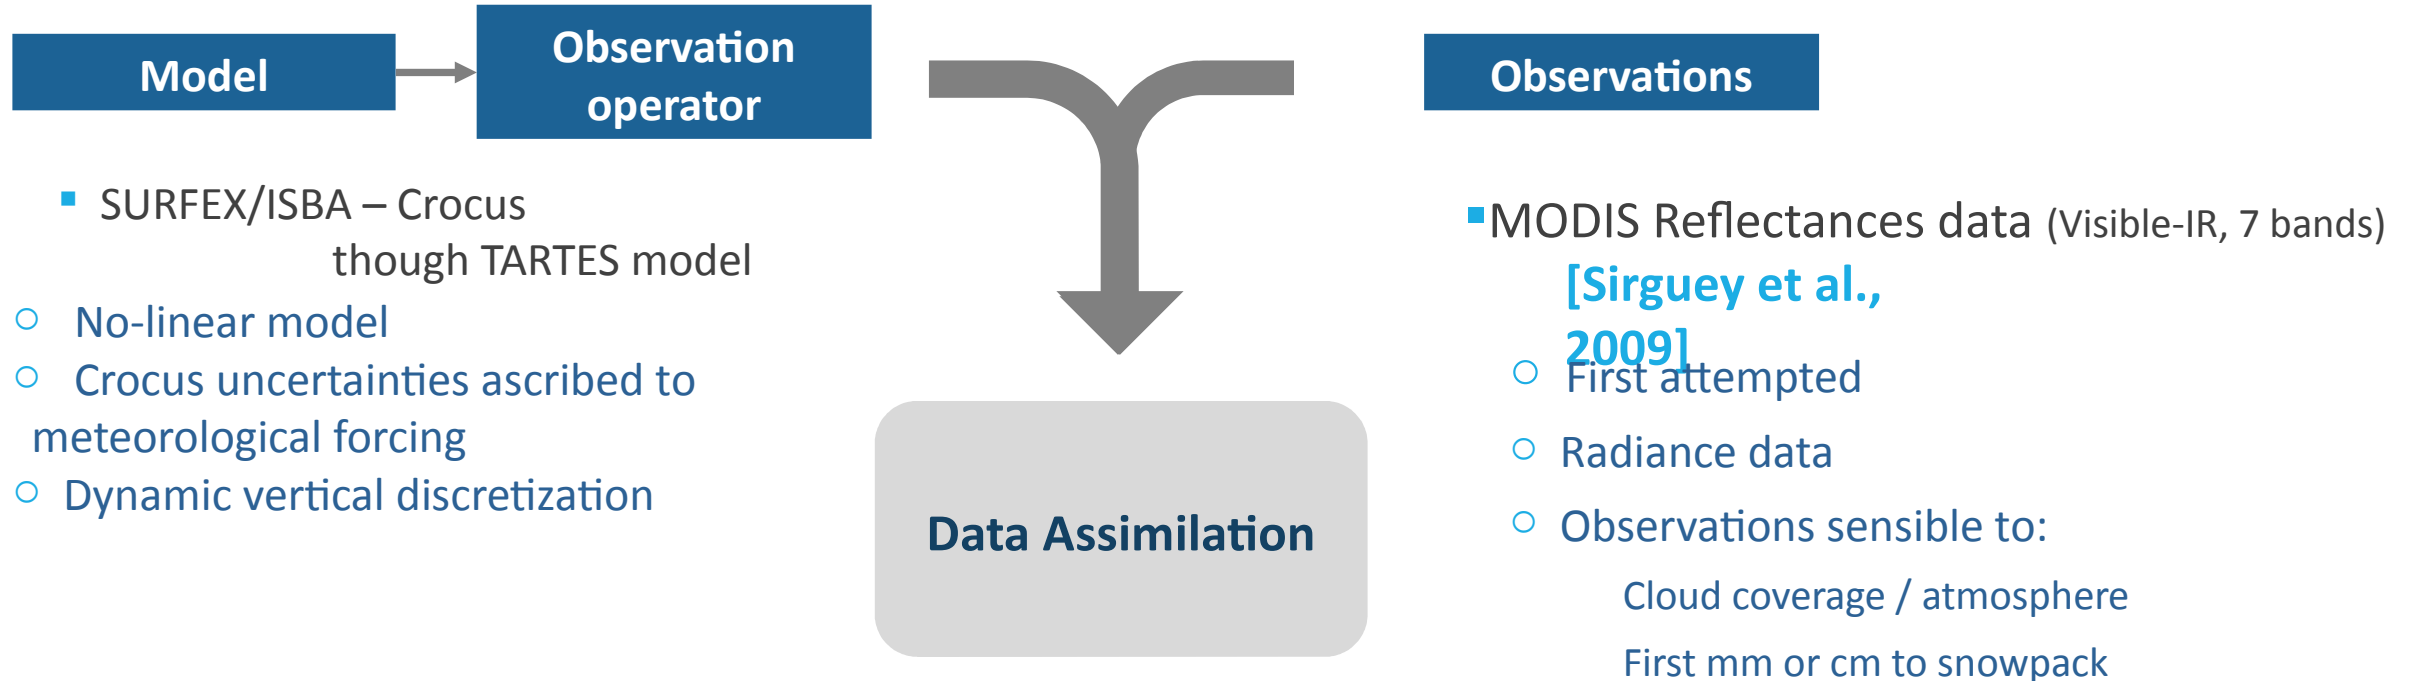 Model
Observation
operator
▪ SURFEX/ISBA – Crocus
though TARTES model
○ No-linear model
○ Crocus uncertainties ascribed to
meteorological forcing
○ Dynamic vertical discretization
Data Assimilation
Observations
▪MODIS Reflectances data (Visible-IR, 7 bands)
[Sirguey et al.,
2009]
○ First attempted
○ Radiance data
○ Observations sensible to:
Cloud coverage / atmosphere
First mm or cm to snowpack